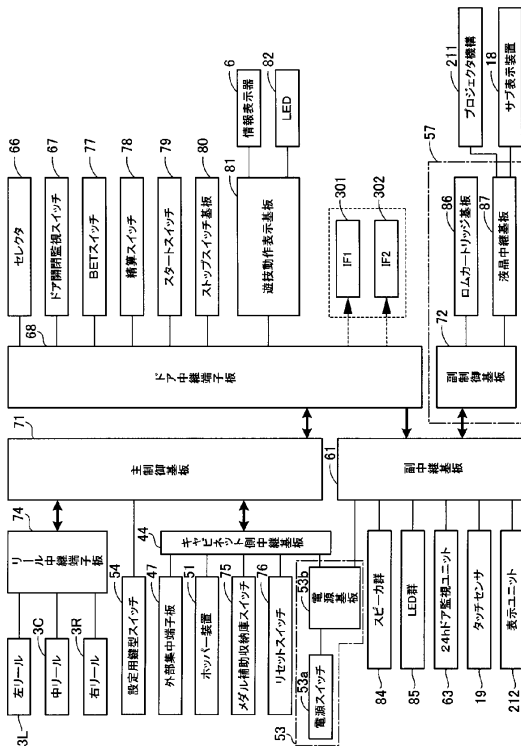 66
セレクタ
67
ドア開閉監視スイッチ
77
BETスイッチ
78
精算スイッチ
79
スタートスイッチ
80
ストップスイッチ基板
81
遊技動作表示基板
6
情報表示器
82
LED
301
IF1
302
IF2
68
ドア中継端子板
57
86
ロムカートリッジ基板
87
液晶中継基板
211
プロジェクタ機構
18
サブ表示装置
72
副制御基板
71
主制御基板
61
副中継基板
74
リール中継端子板
44
キャビネット側中継基板
左リール
3L
中リール
3C
右リール
3R
設定用鍵型スイッチ
54
外部集中端子板
47
ホッパー装置
51
メダル補助収納庫スイッチ
75
リセットスイッチ
76
電源スイッチ
53a
電源基板
53b
53
スピーカ群
84
LED群
85
24hドア監視ユニット
63
タッチセンサ
19
表示ユニット
212